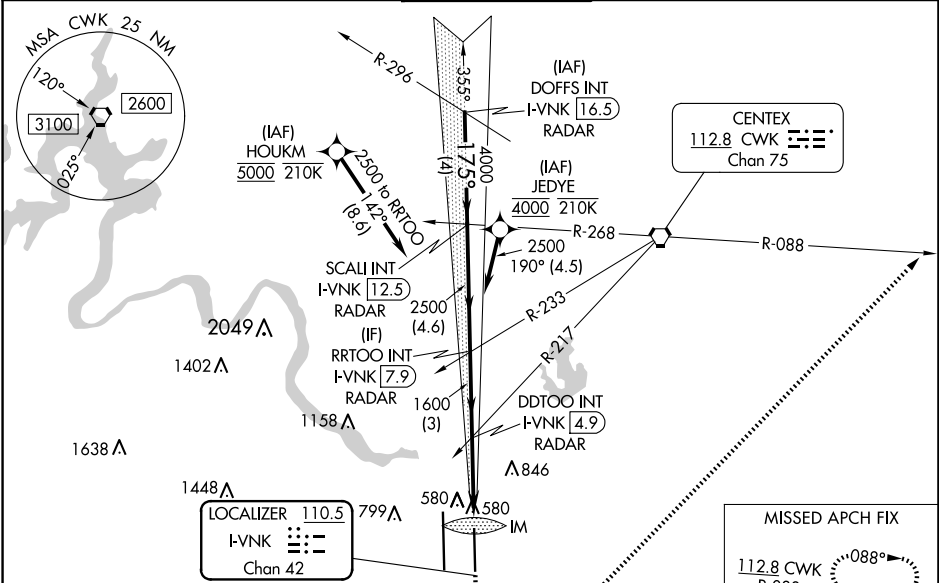 MSA CWK 25 NM
120°
3100
2600
025°
R-296
355°
(IAF)
DOFFS INT
I-VNK 16.5
RADAR
CENTEX
112.8 CWK
Chan 75
(IAF)
HOUKM
5000 210K
2500 to RRTOO
142°
(8.6)
4000
175°
(4)
(IAF)
JEDYE
4000 210K
R-268
R-088
2500
190° (4.5)
SCALI INT
I-VNK 12.5
RADAR
2500
(4.6)
R-233
R-217
(IF)
RRTOO INT
I-VNK 7.9
RADAR
1600
(3)
DDTOO INT
I-VNK 4.9
RADAR
2049
1402
1158
1638
846
1448
799
580
580
IM
LOCALIZER 110.5
I-VNK
Chan 42
MISSED APCH FIX
112.8 CWK
088°